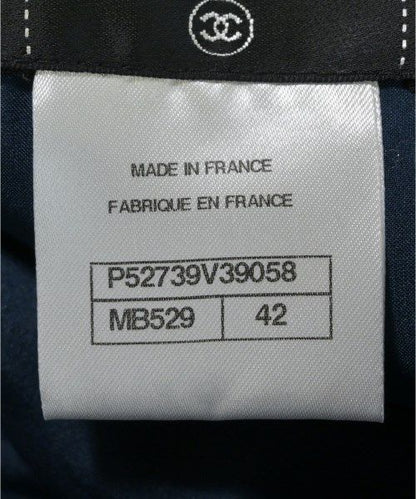 MADE IN FRANCE
FABRIQUE EN FRANCE
P52739V39058
MB529 42